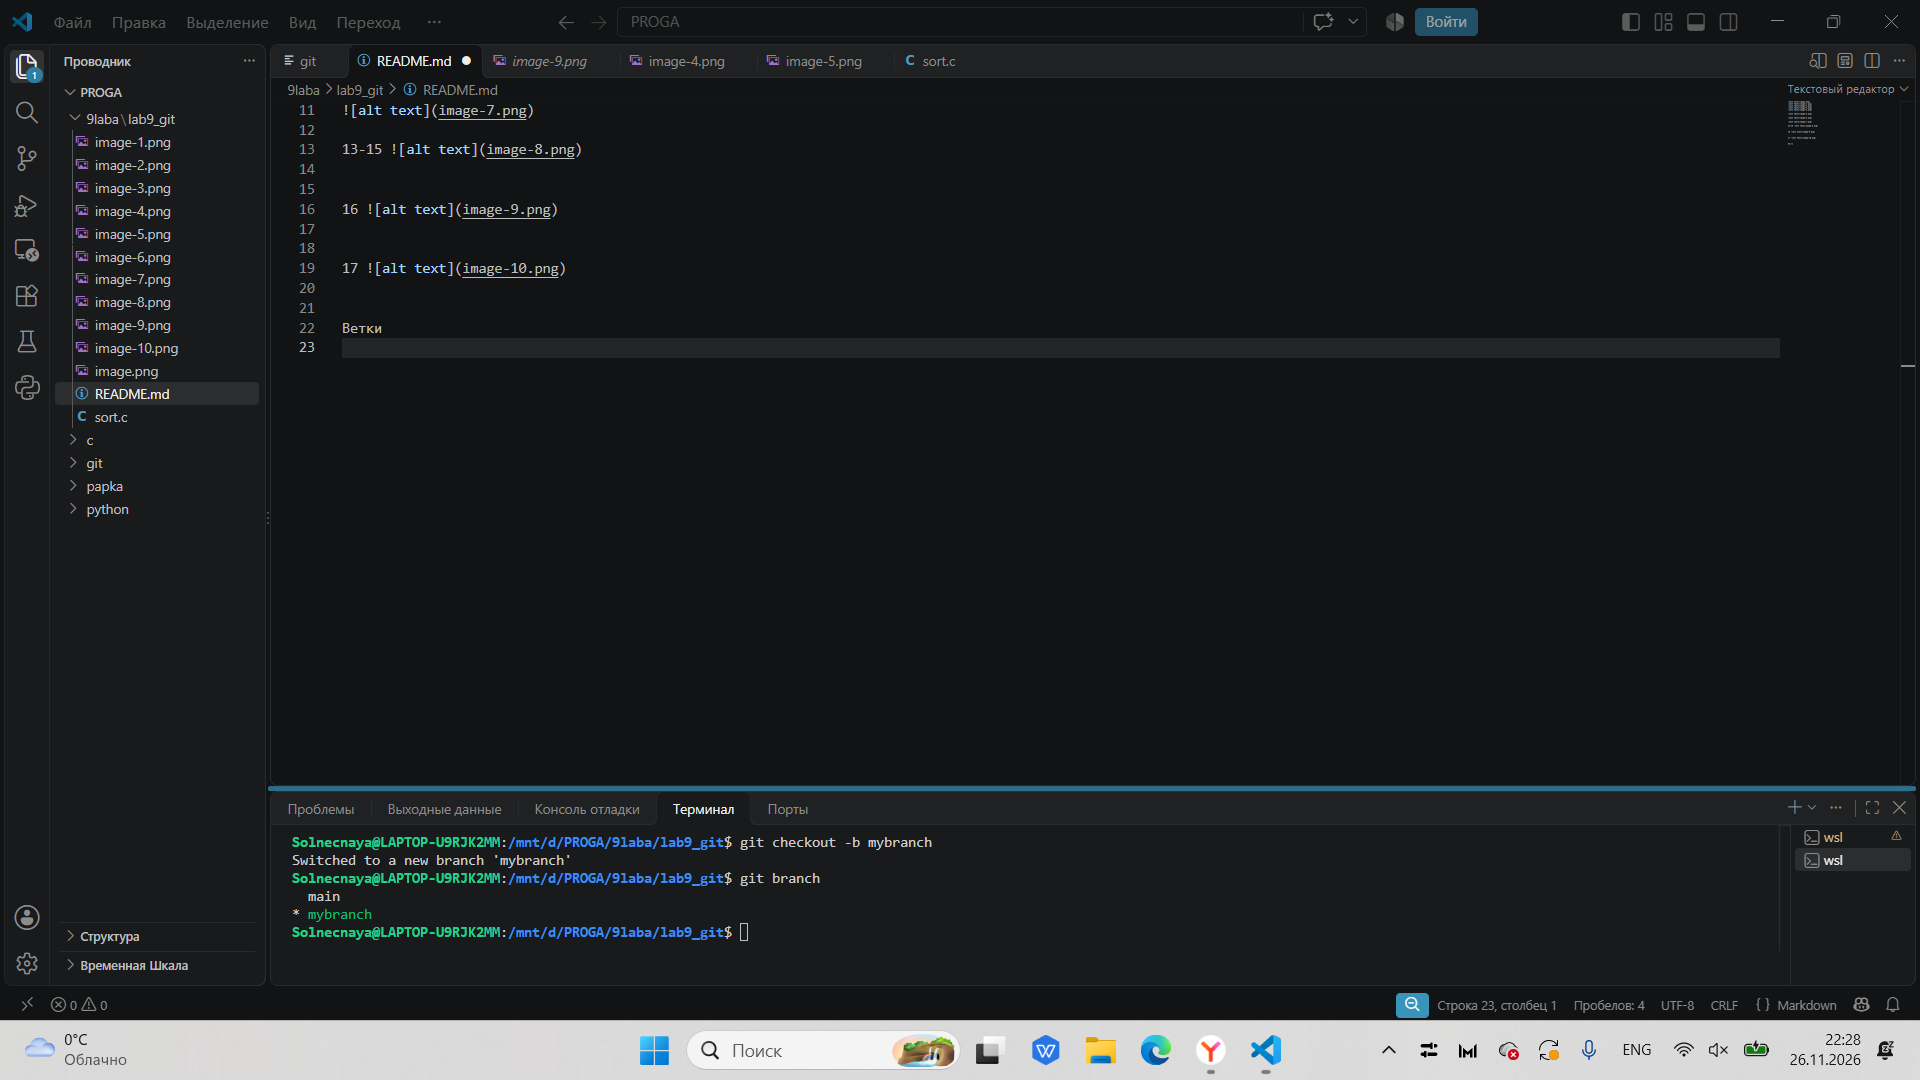 Файл Правка Выделение Вид Переход ··· PROGA Войти
Проводник ···
PROGA
9laba\lab9_git
image-1.png
image-2.png
image-3.png
image-4.png
image-5.png
image-6.png
image-7.png
image-8.png
image-9.png
image-10.png
image.png
README.md
sort.c
c
git
papka
python
Структура
Временная Шкала
git README.md image-9.png image-4.png image-5.png sort.c
9laba > lab9_git > README.md
Текстовый редактор
11 ![alt text](image-7.png)
12
13 13-15 ![alt text](image-8.png)
14
15
16 16 ![alt text](image-9.png)
17
18
19 17 ![alt text](image-10.png)
20
21
22 Ветки
23
Проблемы Выходные данные Консоль отладки Терминал Порты
Solnecnaya@LAPTOP-U9RJK2MM:/mnt/d/PROGA/9laba/lab9_git$ git checkout -b mybranch
Switched to a new branch 'mybranch'
Solnecnaya@LAPTOP-U9RJK2MM:/mnt/d/PROGA/9laba/lab9_git$ git branch
main
* mybranch
Solnecnaya@LAPTOP-U9RJK2MM:/mnt/d/PROGA/9laba/lab9_git$
wsl
wsl
0 0 Строка 23, столбец 1 Пробелов: 4 UTF-8 CRLF { } Markdown
0°C
Облачно
Поиск
ENG
22:28
26.11.2026